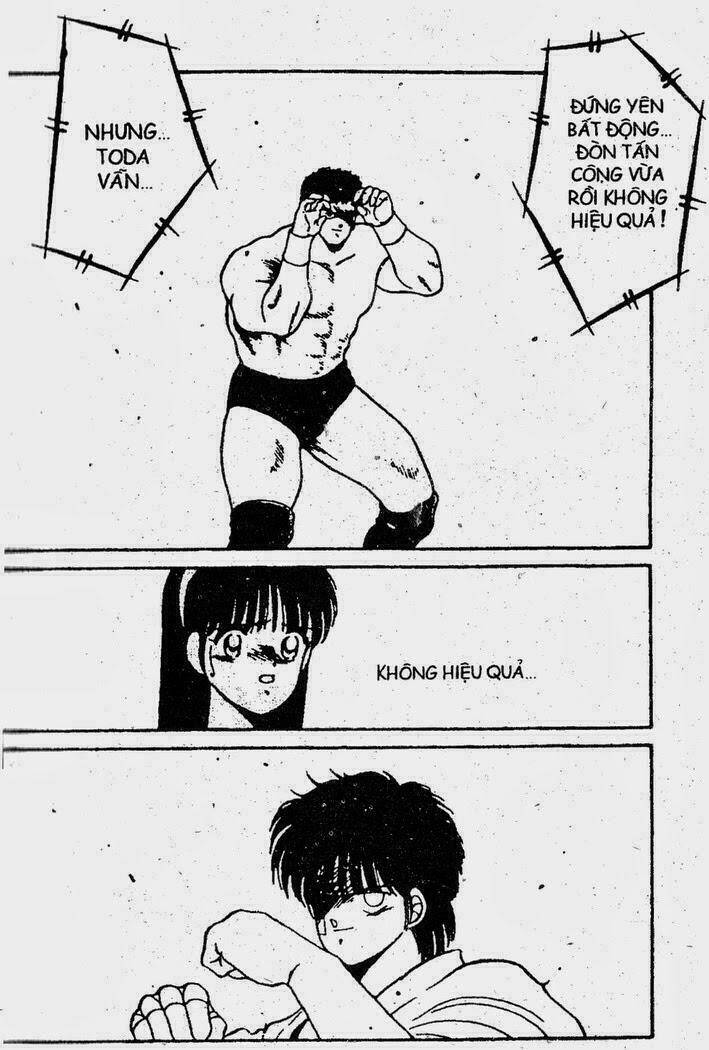 NHƯNG...
TODA
VẪN...
ĐỨNG YÊN
BẤT ĐỘNG...
ĐÒN TẤN
CÔNG VỪA
RỒI KHÔNG
HIỆU QUẢ!
KHÔNG HIỆU QUẢ...